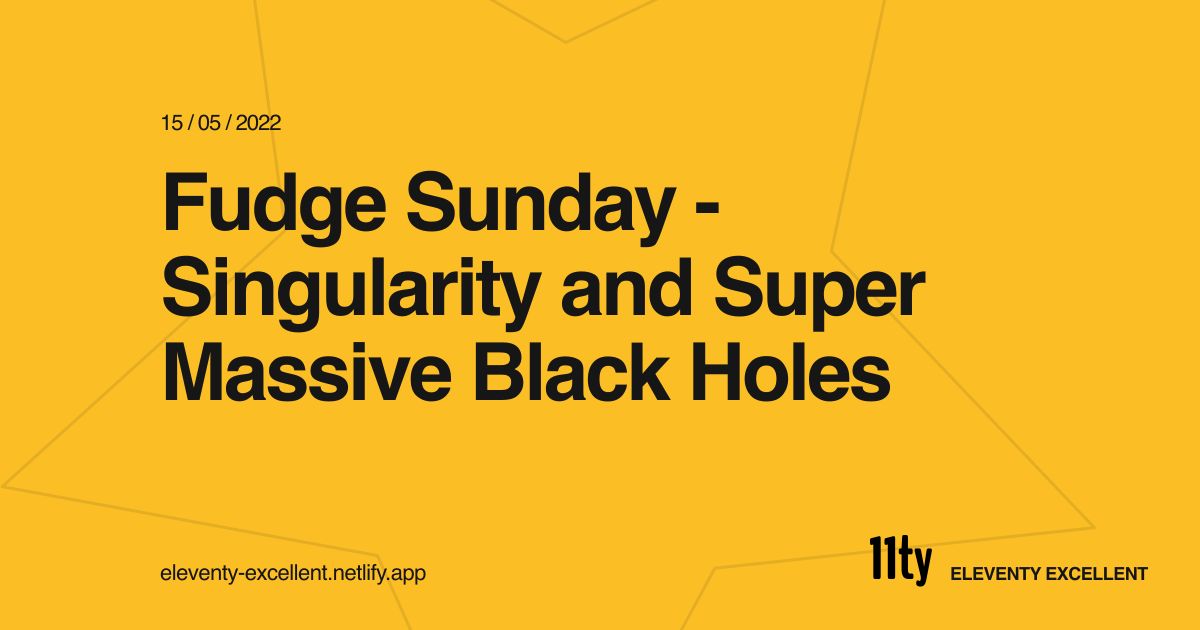 15 / 05 / 2022
Fudge Sunday -
Singularity and Super
Massive Black Holes
eleventy-excellent.netlify.app
11ty ELEVENTY EXCELLENT